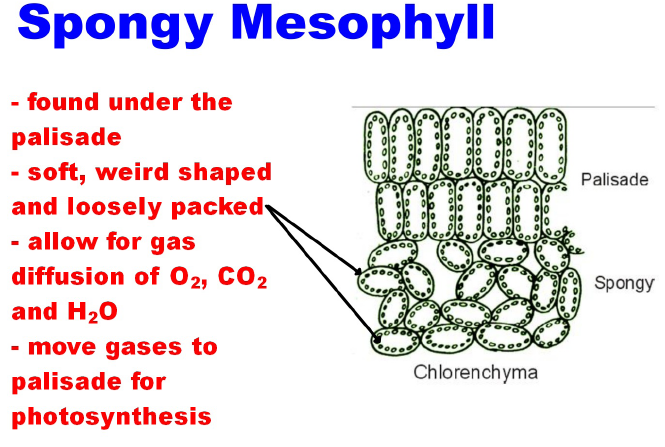 Spongy Mesophyll
- found under the
palisade
- soft, weird shaped
and loosely packed
- allow for gas
diffusion of O₂, CO₂
and H₂O
- move gases to
palisade for
photosynthesis
Palisade
Spongy
Chlorenchyma